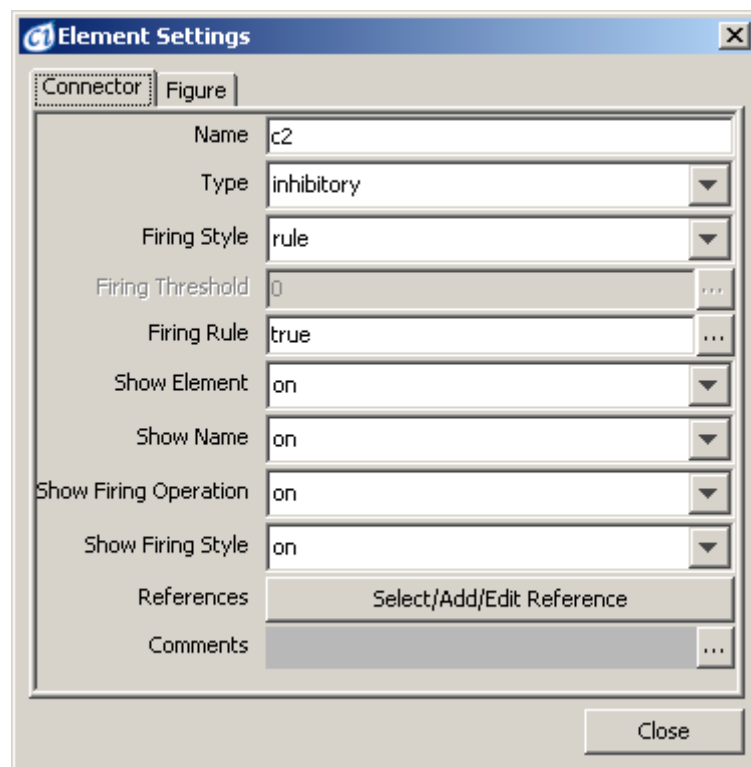 Element Settings
Connector Figure
Name c2
Type inhibitory
Firing Style rule
Firing Threshold 0 ...
Firing Rule true ...
Show Element on
Show Name on
Show Firing Operation on
Show Firing Style on
References Select/Add/Edit Reference
Comments ...
Close